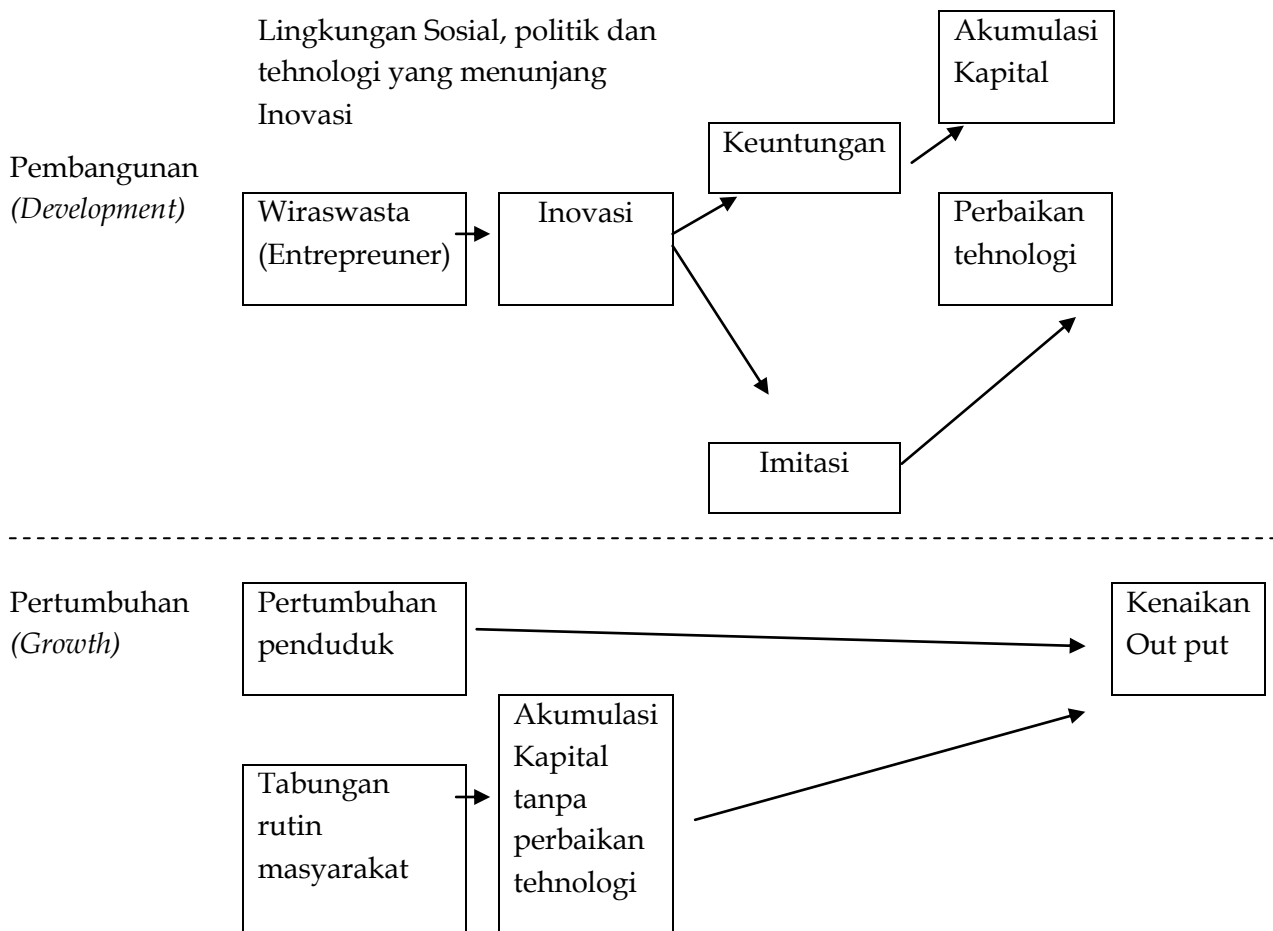 Lingkungan Sosial, politik dan
tehnologi yang menunjang
Inovasi
Akumulasi
Kapital
Keuntungan
Pembangunan
(Development)
Wiraswasta
(Entrepreuner)
Inovasi
Perbaikan
tehnologi
Imitasi
Pertumbuhan
(Growth)
Pertumbuhan
penduduk
Kenaikan
Out put
Akumulasi
Kapital
tanpa
perbaikan
tehnologi
Tabungan
rutin
masyarakat